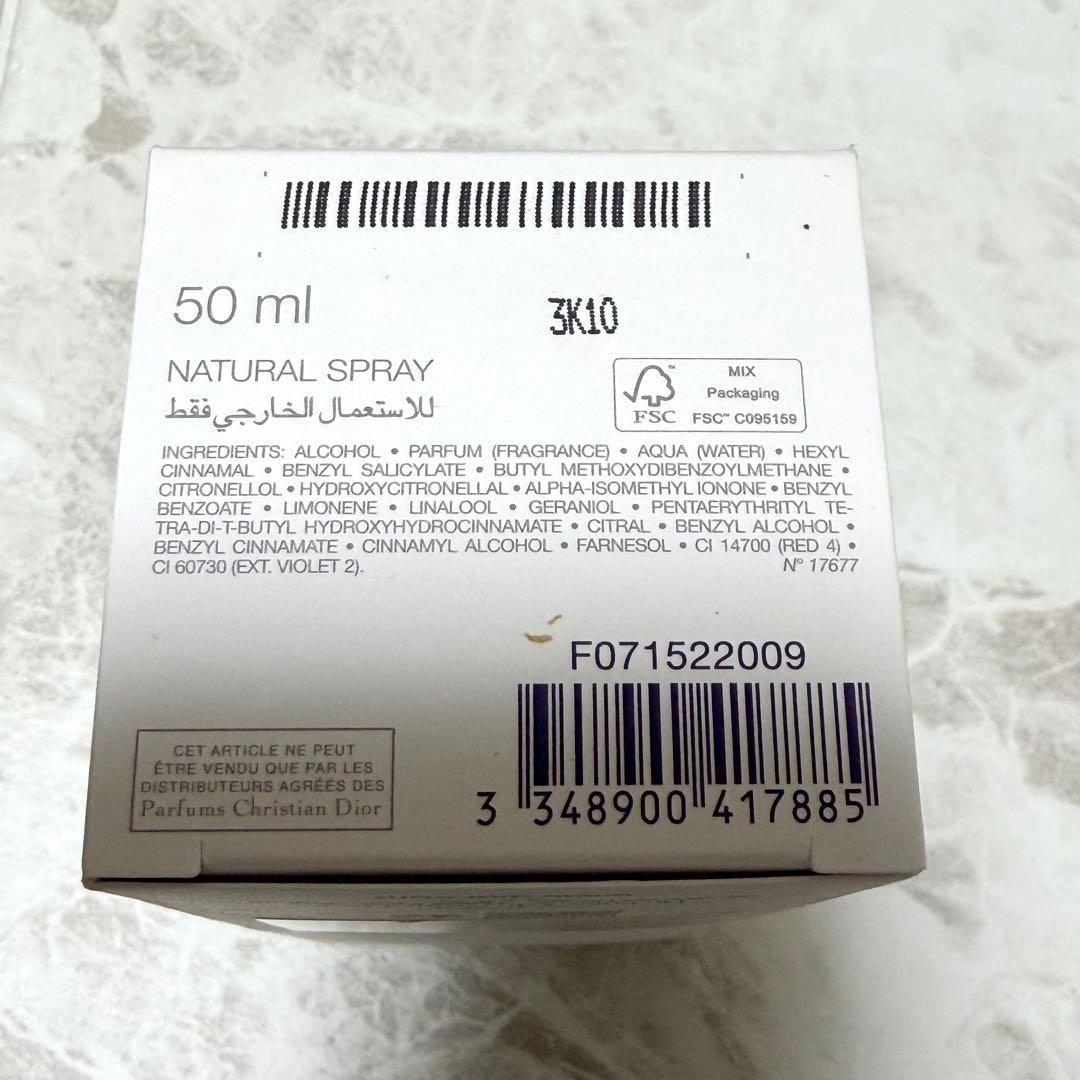 50 ml
3K10
NATURAL SPRAY
للاستعمال الخارجي فقط
MIX
Packaging
FSC™ C095159
FSC
INGREDIENTS: ALCOHOL • PARFUM (FRAGRANCE) • AQUA (WATER) • HEXYL
CINNAMAL • BENZYL SALICYLATE • BUTYL METHOXYDIBENZOYLMETHANE •
CITRONELLOL • HYDROXYCITRONELLAL • ALPHA-ISOMETHYL IONONE • BENZYL
BENZOATE • LIMONENE • LINALOOL • GERANIOL • PENTAERYTHRITYL TE-
TRA-DI-T-BUTYL HYDROXYHYDROCINNAMATE • CITRAL • BENZYL ALCOHOL •
BENZYL CINNAMATE • CINNAMYL ALCOHOL • FARNESOL • CI 14700 (RED 4) •
CI 60730 (EXT. VIOLET 2). N° 17677
F071522009
3 348900 417885
CET ARTICLE NE PEUT
ÊTRE VENDU QUE PAR LES
DISTRIBUTEURS AGRÉÉS DES
Parfums Christian Dior